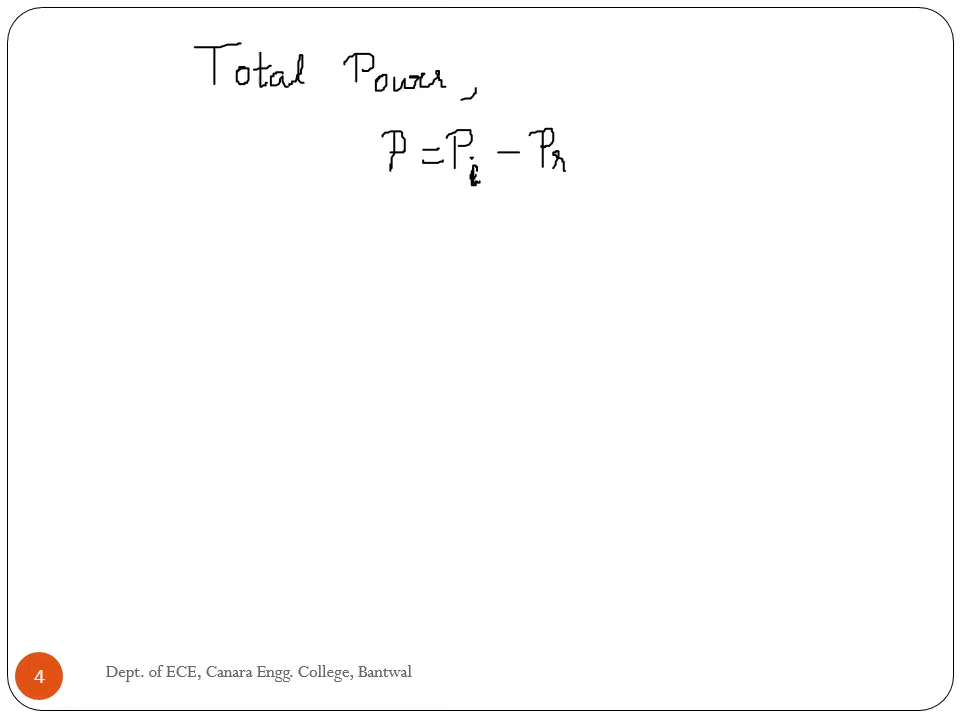 Total Power,
P = Pi - Pr
4
Dept. of ECE, Canara Engg. College, Bantwal